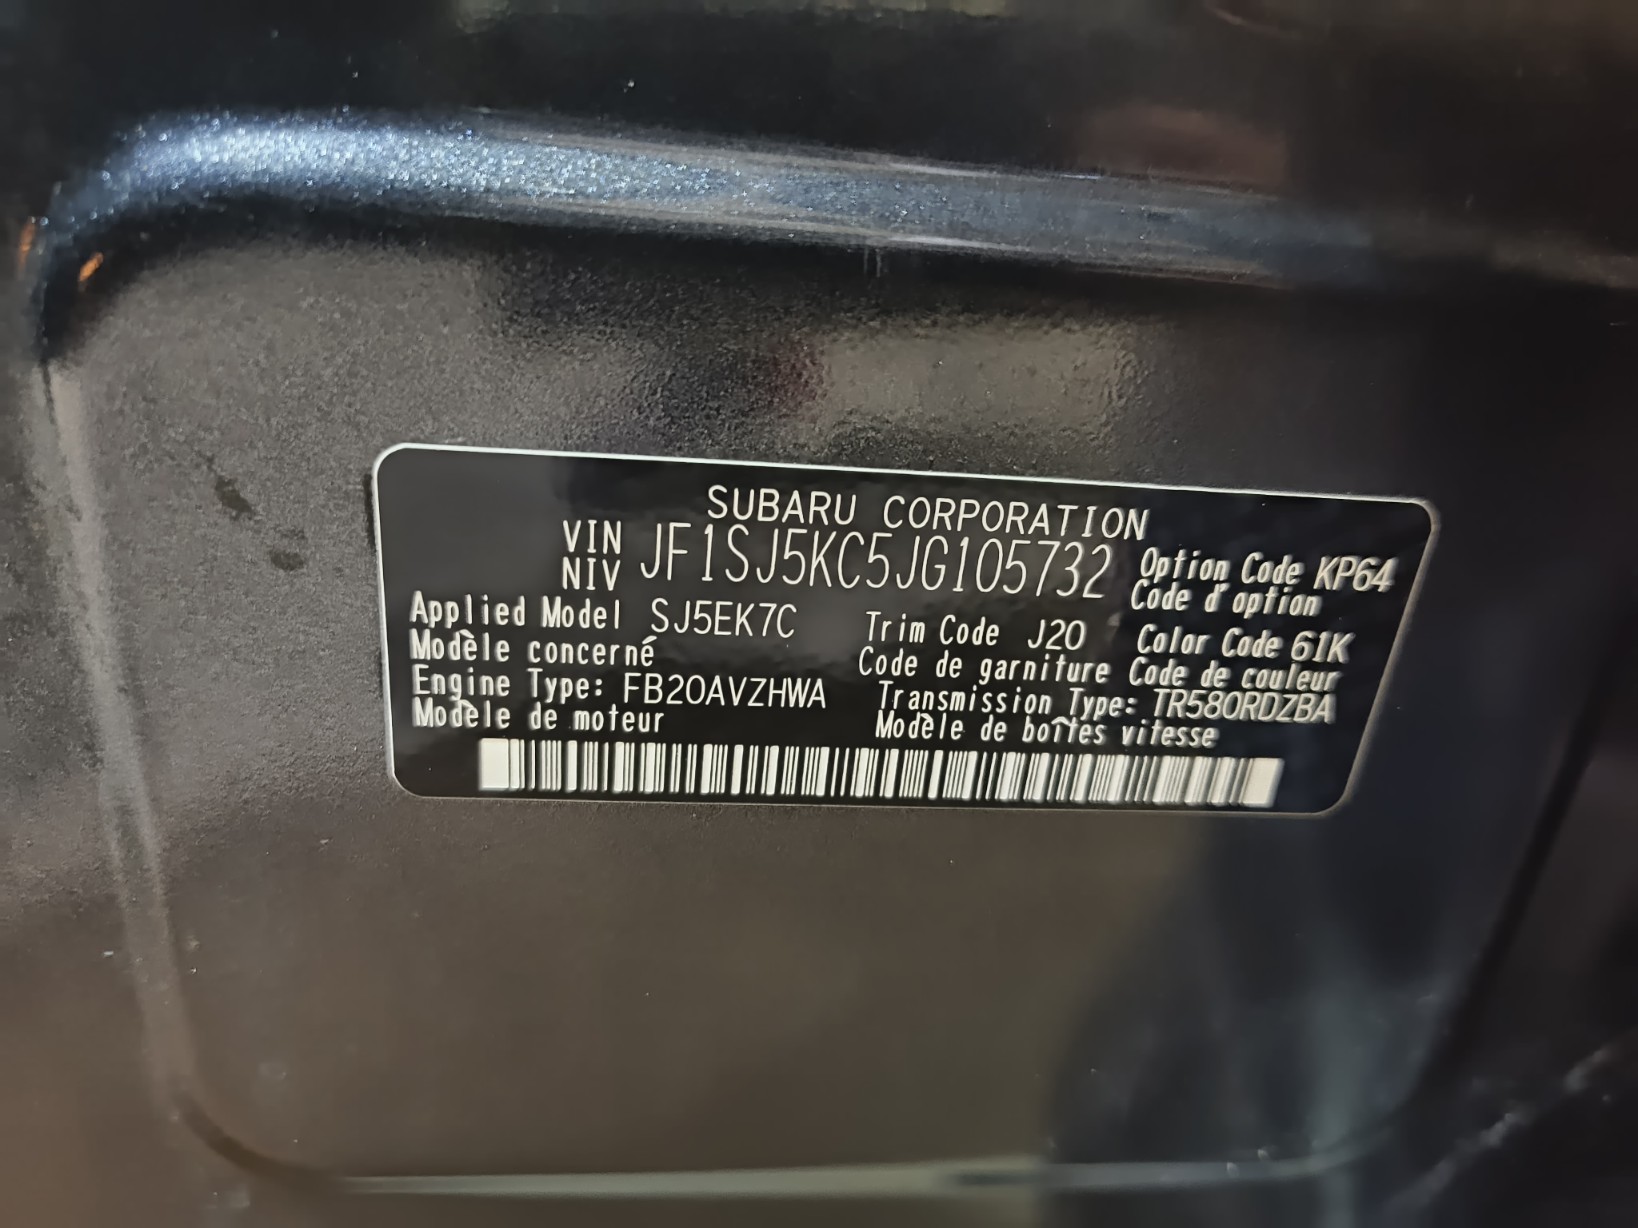 SUBARU CORPORATION
VIN JF1SJ5KC5JG105732 Option Code KP64
NIV Code d'option
Applied Model SJ5EK7C Trim Code J20 Color Code 61K
Modèle concerné Code de garniture Code de couleur
Engine Type: FB20AVZHWA Transmission Type: TR580RDZBA
Modèle de moteur Modèle de boîtes vitesse